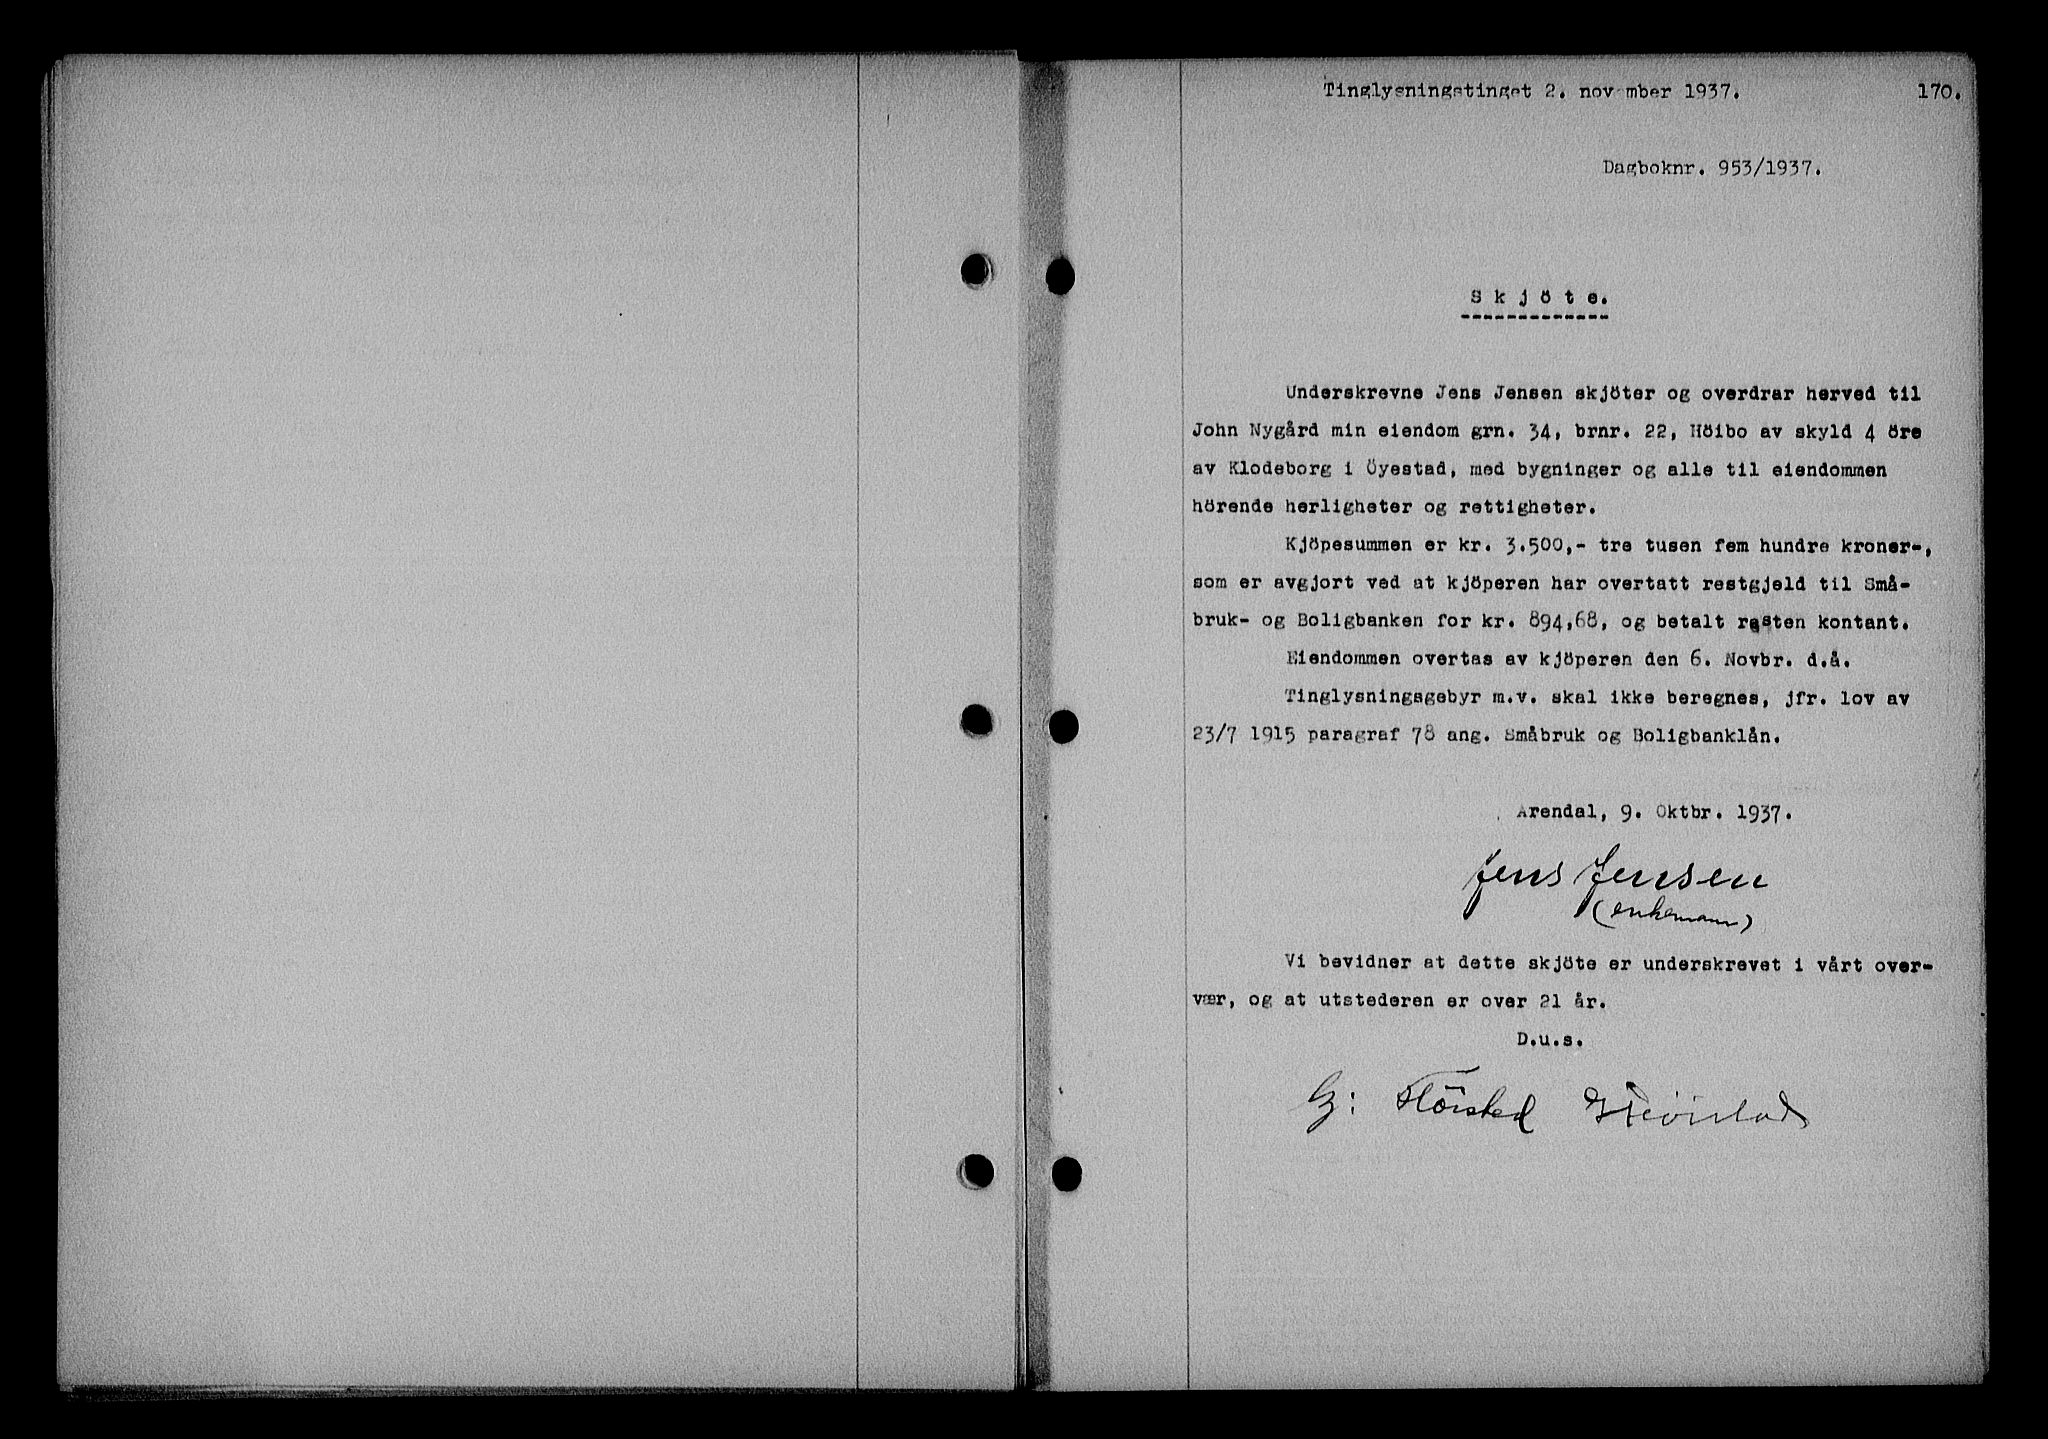 Tinglysningstinget 2. november 1937. 170.
Dagboknr. 953/1937.
Skjöte.
Underskrevne Jens Jensen skjöter og overdrar herved til
John Nygård min eiendom grn. 34, brnr. 22, Höibo av skyld 4 öre
av Klodeborg i Öyestad, med bygninger og alle til eiendommen
hörende herligheter og rettigheter.
Kjöpesummen er kr. 3.500,- tre tusen fem hundre kroner-,
som er avgjort ved at kjöperen har overtatt restgjeld til Små-
bruk- og Boligbanken for kr. 894,68, og betalt resten kontant.
Eiendommen overtas av kjöperen den 6. Novbr. d.å.
Tinglysningsgebyr m.v. skal ikke beregnes, jfr. lov av
23/7 1915 paragraf 78 ang. Småbruk og Boligbanklån.
Arendal, 9. Oktbr. 1937.
Jens Jensen
(enkemann)
Vi bevidner at dette skjöte er underskrevet i vårt over-
vær, og at utstederen er over 21 år.
D.u.s.
G: